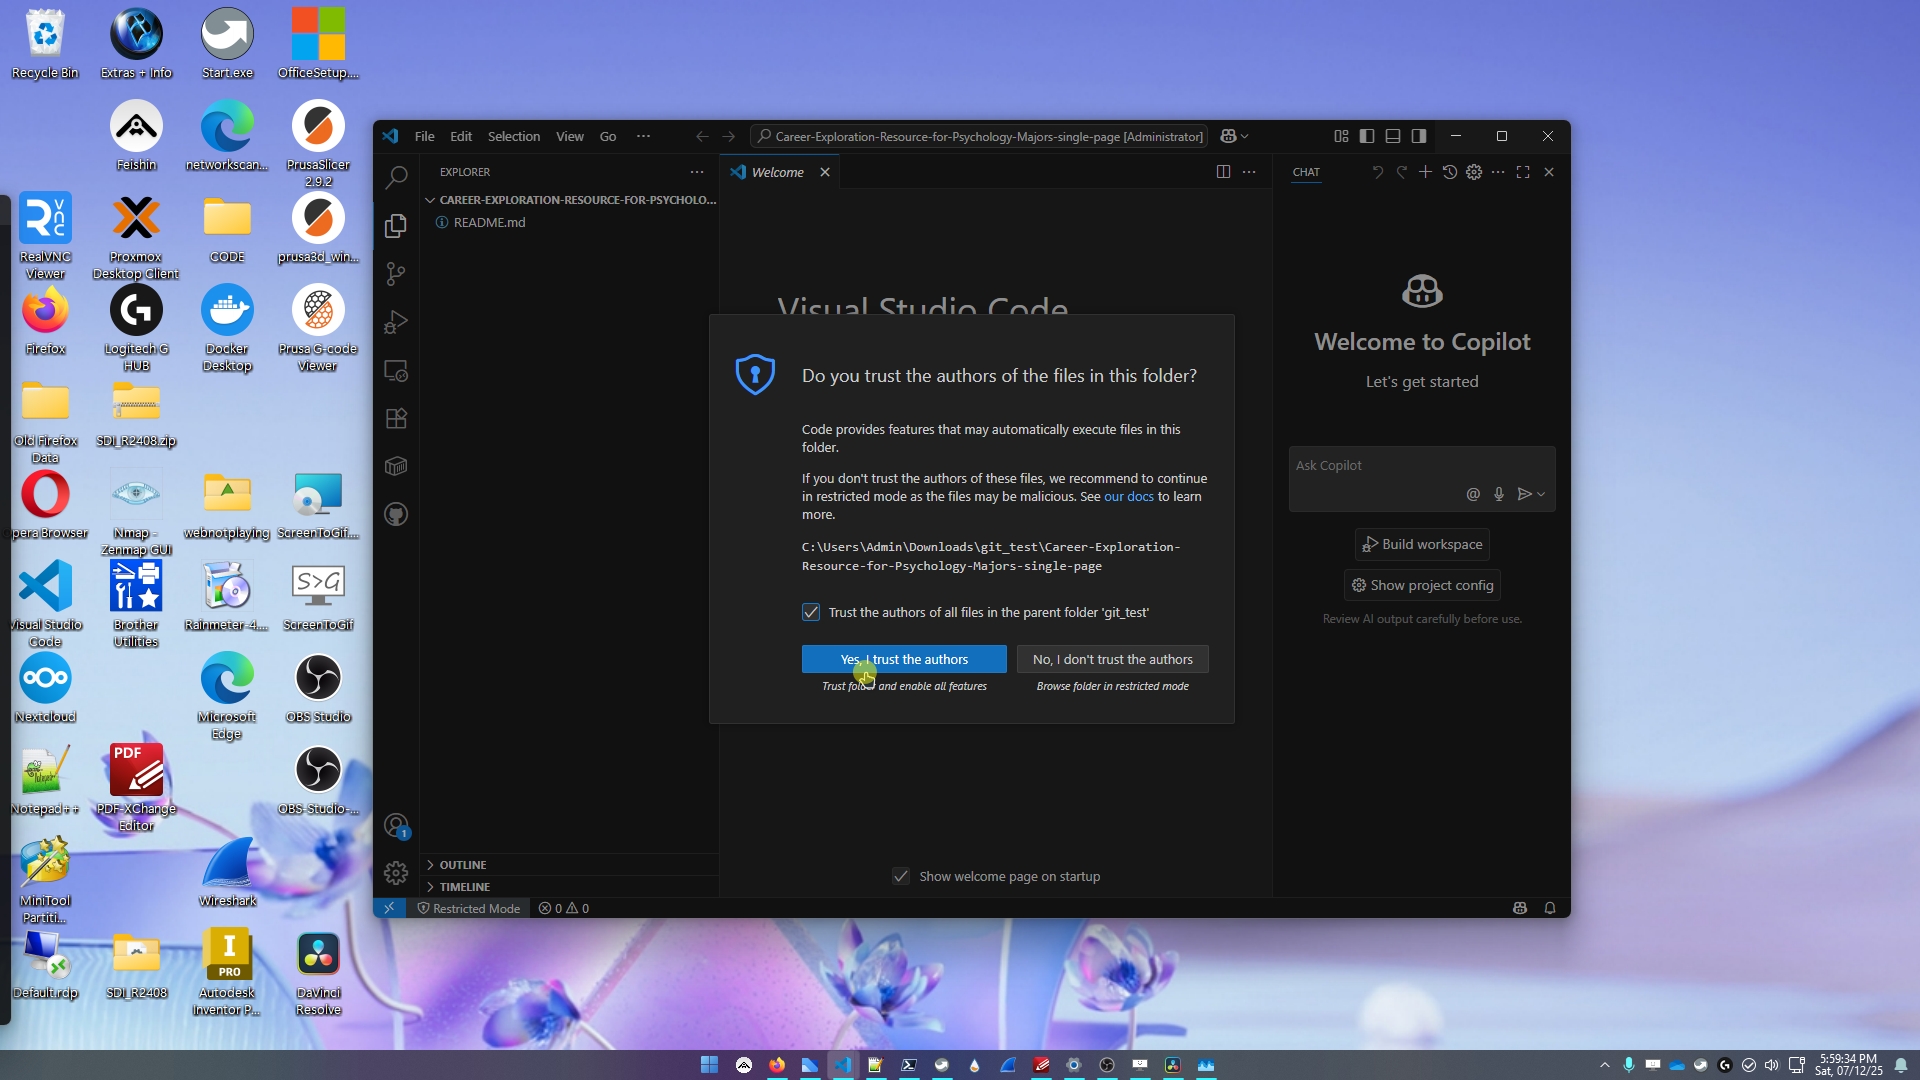 Recycle Bin
Extras + Info
Start.exe
OfficeSetup....
Feishin
networkscan...
PrusaSlicer
2.9.2
RealVNC
Viewer
Proxmox
Desktop Client
CODE
prusa3d_win...
Firefox
Logitech G
HUB
Docker
Desktop
Prusa G-code
Viewer
Old Firefox
Data
SDI_R2408.zip
pera Browser
Nmap -
Zenmap GUI
webnotplaying
ScreenToGif....
S>G
Visual Studio
Code
Brother
Utilities
Rainmeter-4....
ScreenToGif
Nextcloud
Microsoft
Edge
OBS Studio
PDF
Notepad++
PDF-XChange
Editor
OBS-Studio-...
MiniTool
Partiti...
Wireshark
I
PRO
Default.rdp
SDI_R2408
Autodesk
Inventor P...
DaVinci
Resolve
File Edit Selection View Go ···
Career-Exploration-Resource-for-Psychology-Majors-single-page [Administrator]
EXPLORER
CAREER-EXPLORATION-RESOURCE-FOR-PSYCHOLO...
README.md
OUTLINE
TIMELINE
1
Welcome
Visual Studio Code
Do you trust the authors of the files in this folder?
Code provides features that may automatically execute files in this
folder.
If you don't trust the authors of these files, we recommend to continue
in restricted mode as the files may be malicious. See our docs to learn
more.
C:\Users\Admin\Downloads\git_test\Career-Exploration-
Resource-for-Psychology-Majors-single-page
Trust the authors of all files in the parent folder 'git_test'
Yes, I trust the authors
No, I don't trust the authors
Trust folder and enable all features
Browse folder in restricted mode
Show welcome page on startup
CHAT
Welcome to Copilot
Let's get started
Ask Copilot
Build workspace
Show project config
Review AI output carefully before use.
Restricted Mode
0
0
5:59:34 PM
Sat, 07/12/25